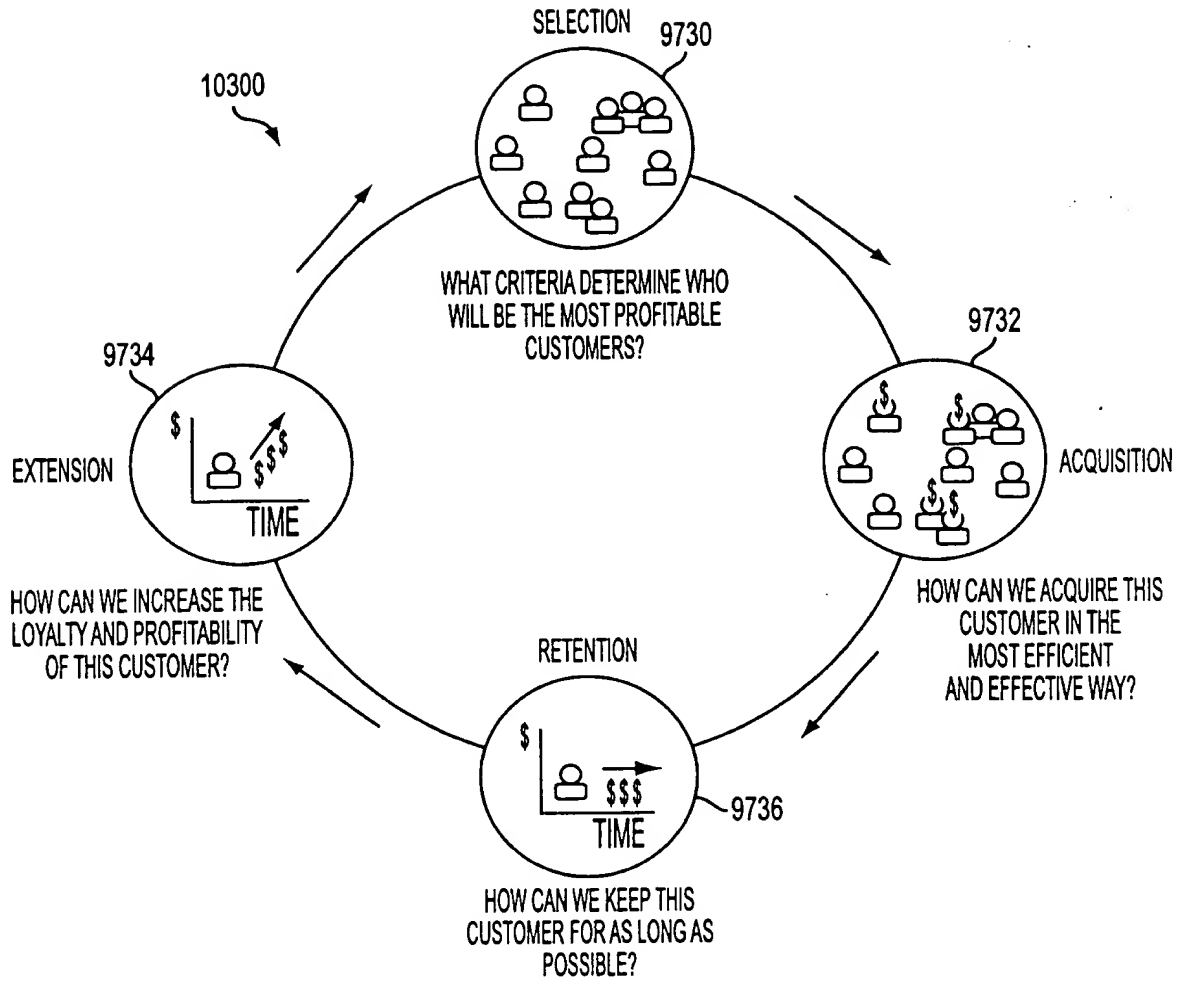 SELECTION
9730
10300
WHAT CRITERIA DETERMINE WHO
WILL BE THE MOST PROFITABLE
CUSTOMERS?
9732
$
$
$
$
ACQUISITION
HOW CAN WE ACQUIRE THIS
CUSTOMER IN THE
MOST EFFICIENT
AND EFFECTIVE WAY?
9734
EXTENSION
$
$$$
TIME
HOW CAN WE INCREASE THE
LOYALTY AND PROFITABILITY
OF THIS CUSTOMER?
RETENTION
$
$$$
TIME
9736
HOW CAN WE KEEP THIS
CUSTOMER FOR AS LONG AS
POSSIBLE?